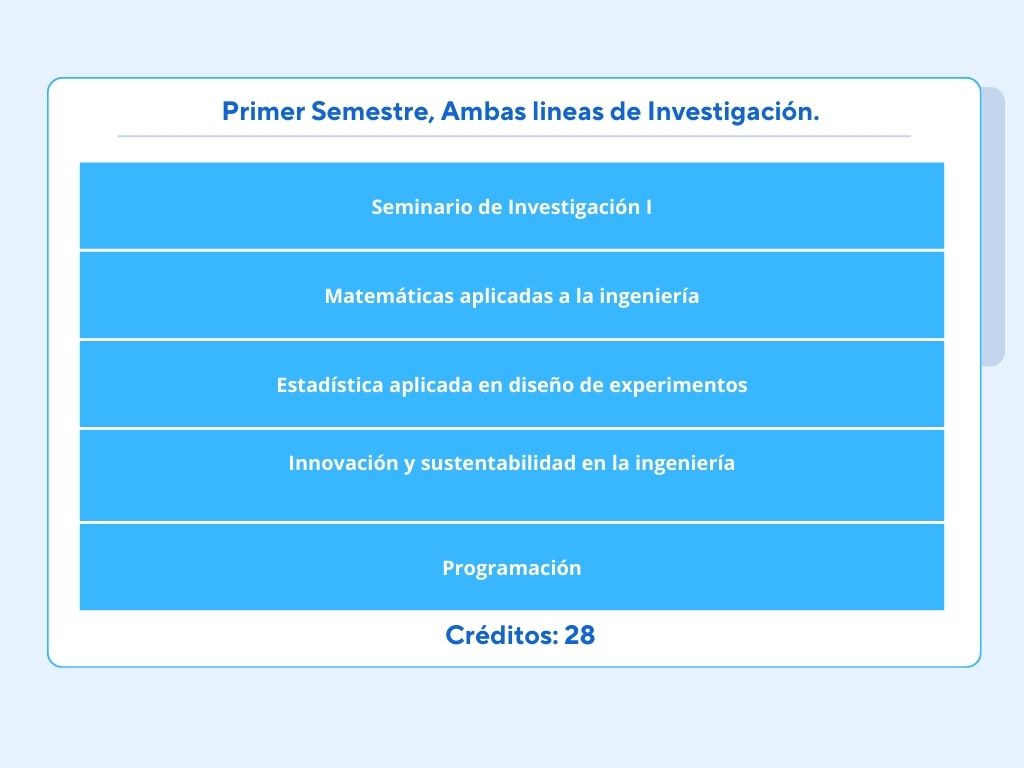 Primer Semestre, Ambas lineas de Investigación.
Seminario de Investigación I
Matemáticas aplicadas a la ingeniería
Estadística aplicada en diseño de experimentos
Innovación y sustentabilidad en la ingeniería
Programación
Créditos: 28